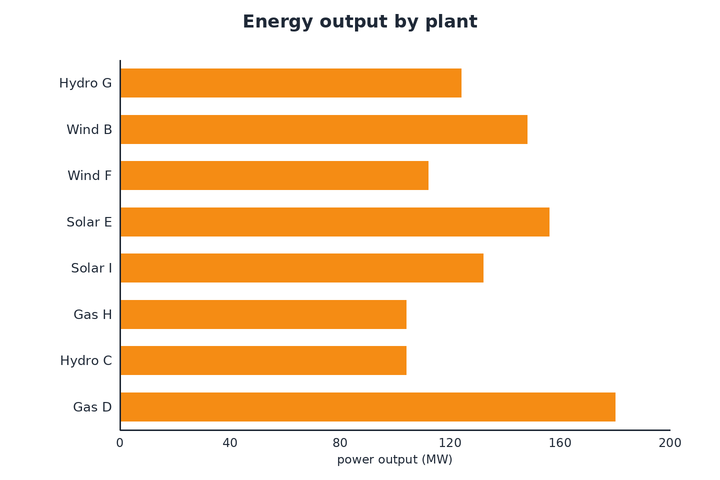 Energy output by plant
Hydro G
Wind B
Wind F
Solar E
Solar I
Gas H
Hydro C
Gas D
0 40 80 120 160 200
power output (MW)